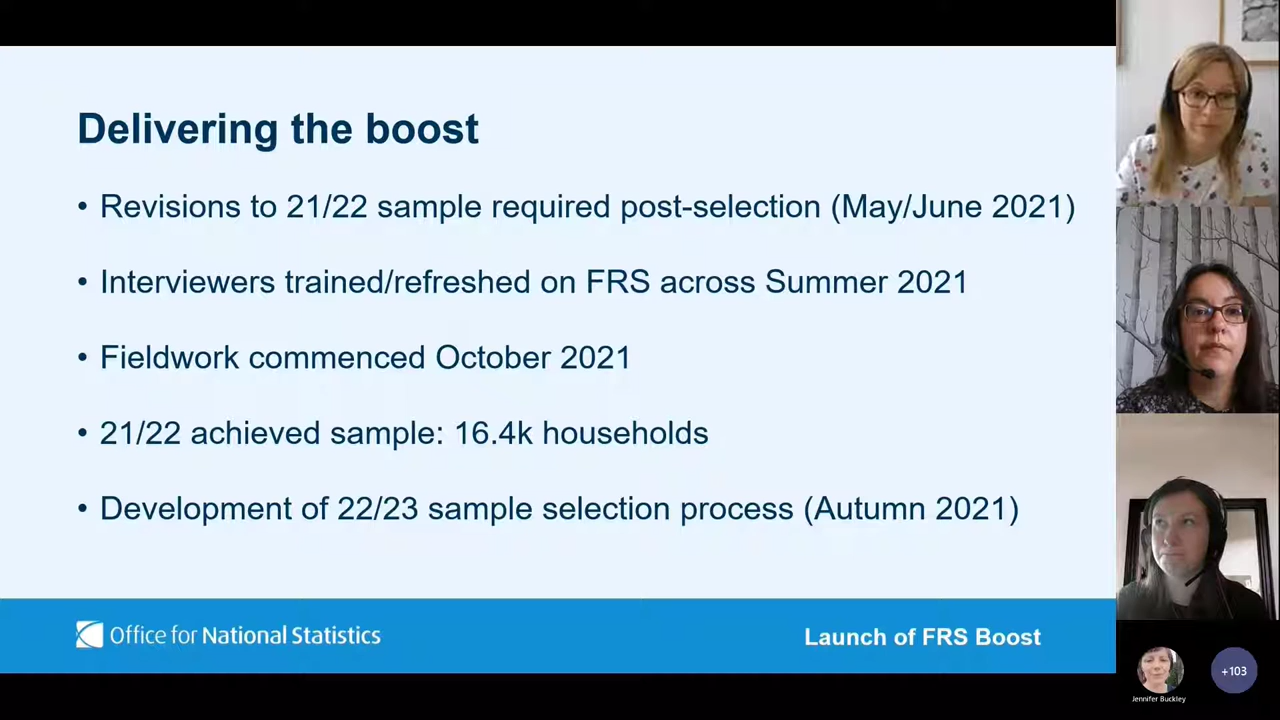 Delivering the boost
• Revisions to 21/22 sample required post-selection (May/June 2021)
• Interviewers trained/refreshed on FRS across Summer 2021
• Fieldwork commenced October 2021
• 21/22 achieved sample: 16.4k households
• Development of 22/23 sample selection process (Autumn 2021)
Office for National Statistics
Launch of FRS Boost
Jennifer Buckley
+103